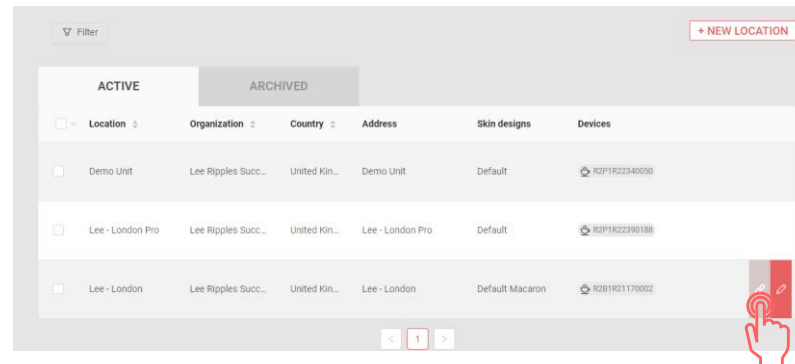 Filter
+ NEW LOCATION
ACTIVE ARCHIVED
Location Organization Country Address Skin designs Devices
Demo Unit Lee Ripples Succ... United Kin... Demo Unit Default R2P1R22340050
Lee - London Pro Lee Ripples Succ... United Kin... Lee - London Pro Default R2P1R22390188
Lee - London Lee Ripples Succ... United Kin... Lee - London Default Macaron R2B1R21170002
< 1 >